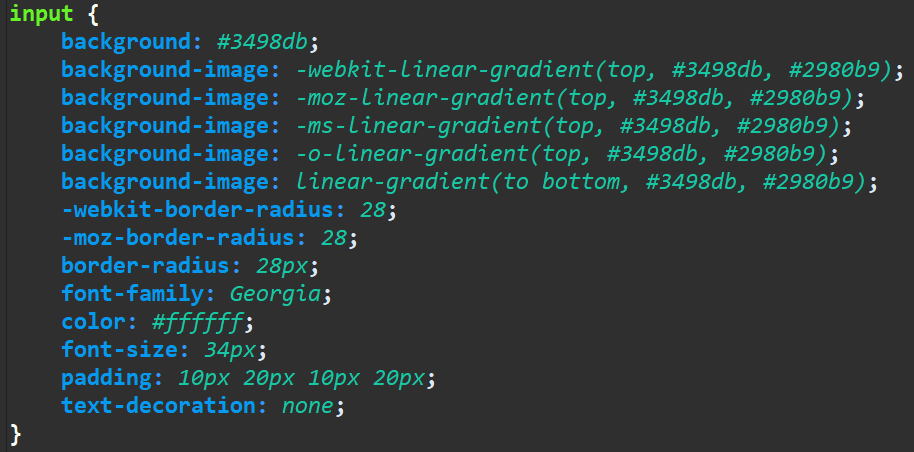 input {
    background: #3498db;
    background-image: -webkit-linear-gradient(top, #3498db, #2980b9);
    background-image: -moz-linear-gradient(top, #3498db, #2980b9);
    background-image: -ms-linear-gradient(top, #3498db, #2980b9);
    background-image: -o-linear-gradient(top, #3498db, #2980b9);
    background-image: linear-gradient(to bottom, #3498db, #2980b9);
    -webkit-border-radius: 28;
    -moz-border-radius: 28;
    border-radius: 28px;
    font-family: Georgia;
    color: #ffffff;
    font-size: 34px;
    padding: 10px 20px 10px 20px;
    text-decoration: none;
}